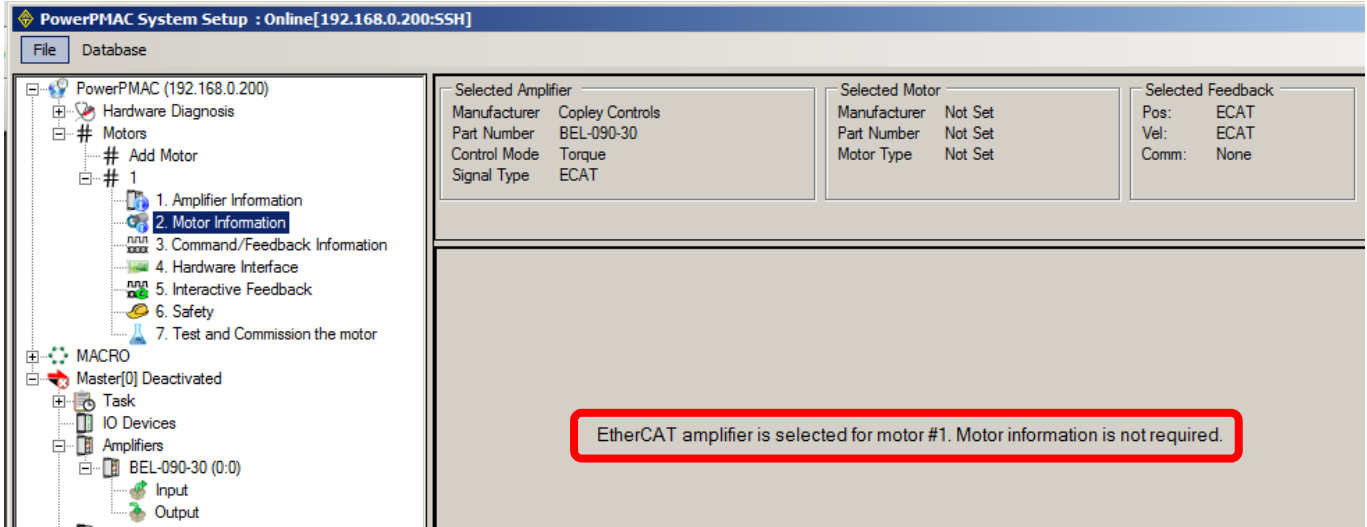 PowerPMAC System Setup : Online[192.168.0.200:SSH]
File Database
PowerPMAC (192.168.0.200)
Hardware Diagnosis
Motors
Add Motor
1
1. Amplifier Information
2. Motor Information
3. Command/Feedback Information
4. Hardware Interface
5. Interactive Feedback
6. Safety
7. Test and Commission the motor
MACRO
Master[0] Deactivated
Task
IO Devices
Amplifiers
BEL-090-30 (0:0)
Input
Output
Selected Amplifier
Manufacturer Copley Controls
Part Number BEL-090-30
Control Mode Torque
Signal Type ECAT
Selected Motor
Manufacturer Not Set
Part Number Not Set
Motor Type Not Set
Selected Feedback
Pos: ECAT
Vel: ECAT
Comm: None
EtherCAT amplifier is selected for motor #1. Motor information is not required.